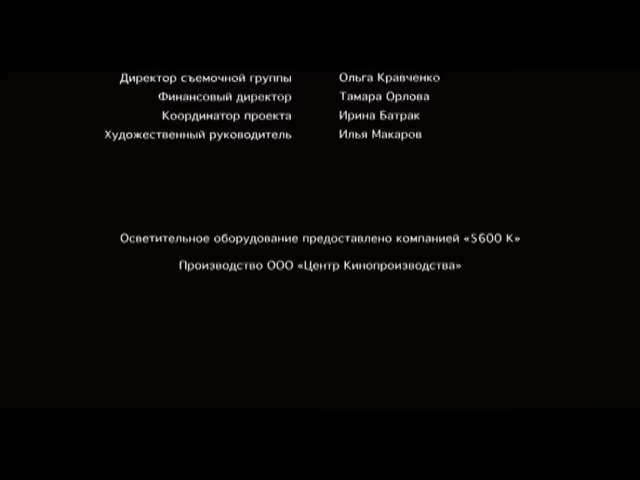 Директор съемочной группы Ольга Кравченко
Финансовый директор Тамара Орлова
Координатор проекта Ирина Батрак
Художественный руководитель Илья Макаров
Осветительное оборудование предоставлено компанией «5600 К»
Производство ООО «Центр Кинопроизводства»